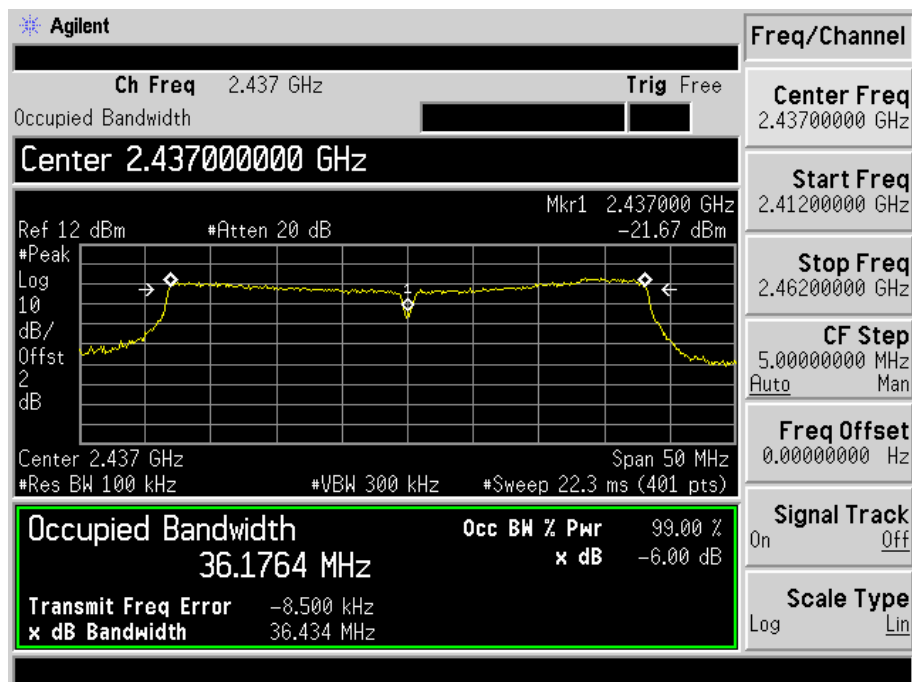 Agilent
Ch Freq 2.437 GHz Trig Free
Occupied Bandwidth
Center 2.437000000 GHz
Mkr1 2.437000 GHz
Ref 12 dBm #Atten 20 dB -21.67 dBm
#Peak
Log
10
dB/
Offst
2
dB
1
Center 2.437 GHz Span 50 MHz
#Res BW 100 kHz #VBW 300 kHz #Sweep 22.3 ms (401 pts)
Occupied Bandwidth Occ BW % Pwr 99.00 %
36.1764 MHz x dB -6.00 dB
Transmit Freq Error -8.500 kHz
x dB Bandwidth 36.434 MHz
Freq/Channel
Center Freq
2.43700000 GHz
Start Freq
2.41200000 GHz
Stop Freq
2.46200000 GHz
CF Step
5.00000000 MHz
Auto Man
Freq Offset
0.00000000 Hz
Signal Track
On Off
Scale Type
Log Lin